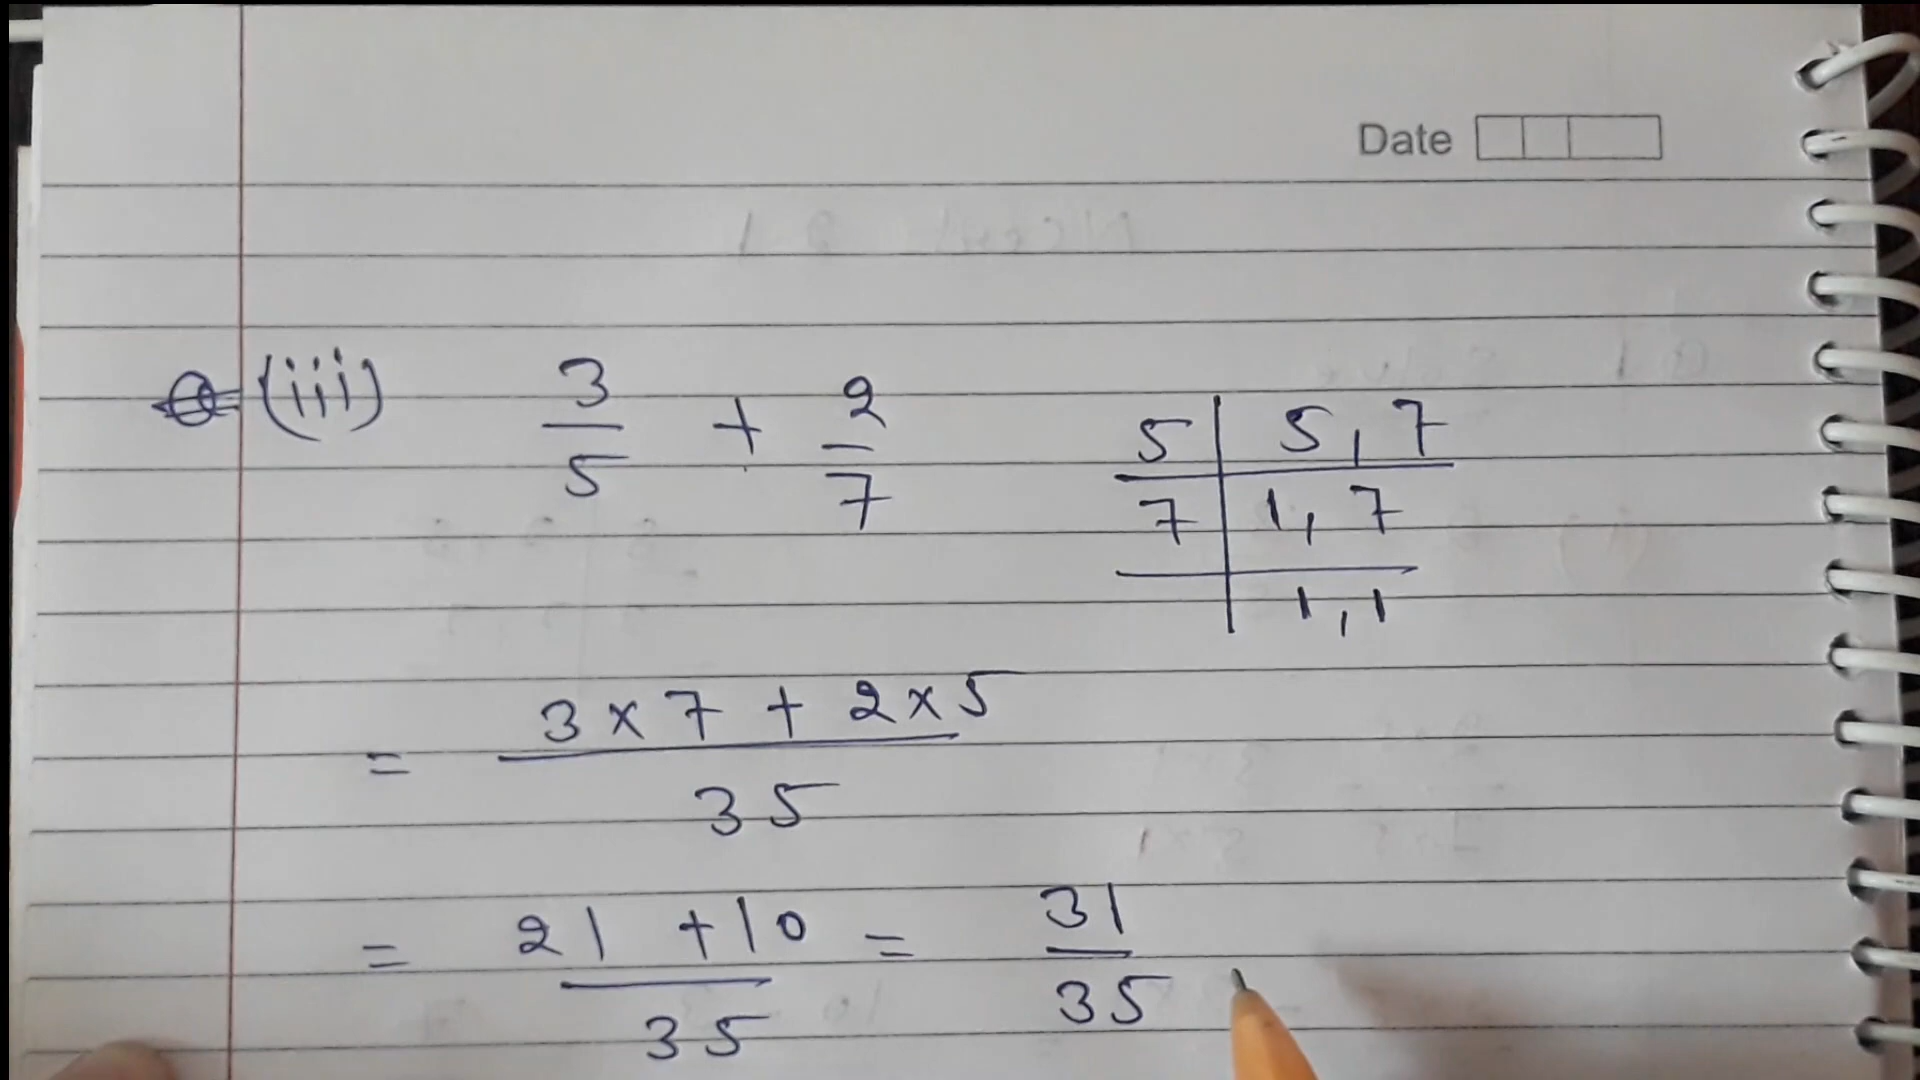 Date
(iii) 3/5 + 2/7
5 | 5, 7
7 | 1, 7
1, 1
= 3 x 7 + 2 x 5 / 35
= 21 + 10 / 35 = 31 / 35